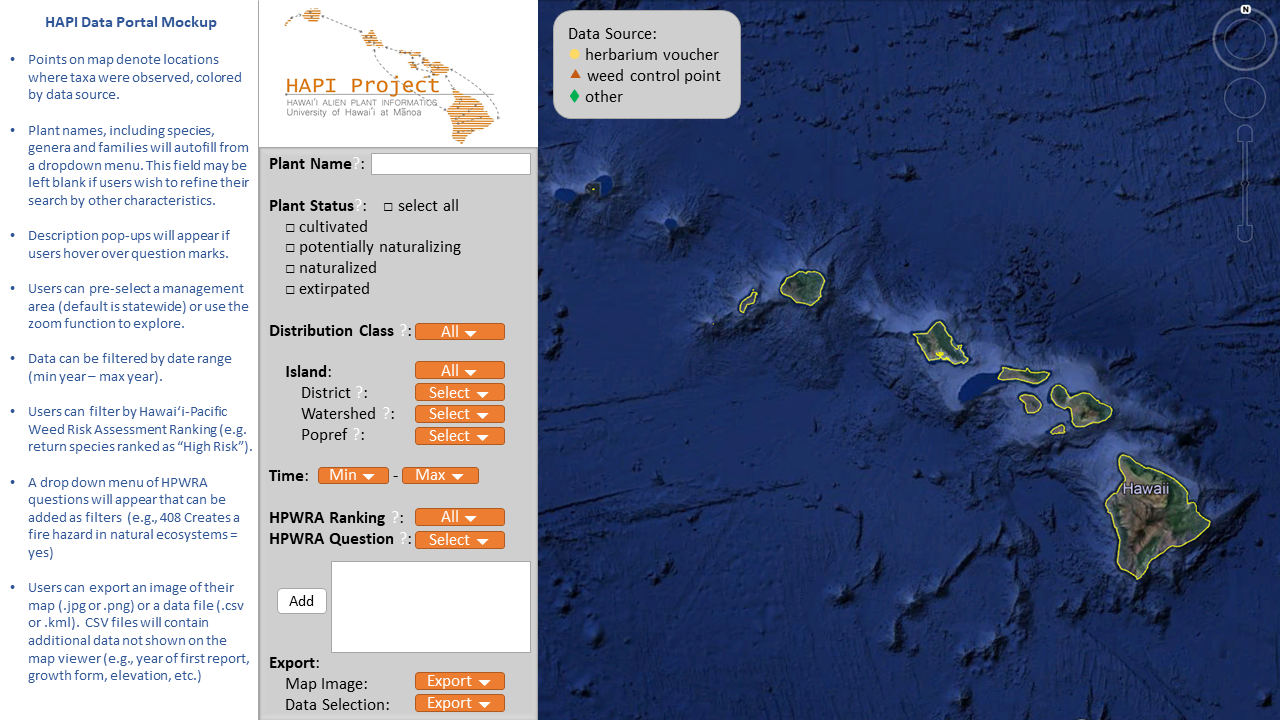 HAPI Data Portal Mockup
• Points on map denote locations
where taxa were observed, colored
by data source.
• Plant names, including species,
genera and families will autofill from
a dropdown menu. This field may be
left blank if users wish to refine their
search by other characteristics.
• Description pop-ups will appear if
users hover over question marks.
• Users can pre-select a management
area (default is statewide) or use the
zoom function to explore.
• Data can be filtered by date range
(min year – max year).
• Users can filter by Hawaiʻi-Pacific
Weed Risk Assessment Ranking (e.g.
return species ranked as “High Risk”).
• A drop down menu of HPWRA
questions will appear that can be
added as filters (e.g., 408 Creates a
fire hazard in natural ecosystems =
yes)
• Users can export an image of their
map (.jpg or .png) or a data file (.csv
or .kml). CSV files will contain
additional data not shown on the
map viewer (e.g., year of first report,
growth form, elevation, etc.)
HAPI Project
HAWAI'I ALIEN PLANT INFORMATICS
University of Hawai'i at Mānoa
Plant Name ?:
Plant Status ?: □ select all
□ cultivated
□ potentially naturalizing
□ naturalized
□ extirpated
Distribution Class ?: All
Island: All
District ?: Select
Watershed ?: Select
Popref ?: Select
Time: Min - Max
HPWRA Ranking ?: All
HPWRA Question ?: Select
Add
Export:
Map Image: Export
Data Selection: Export
Data Source:
herbarium voucher
weed control point
other
N
Hawaii